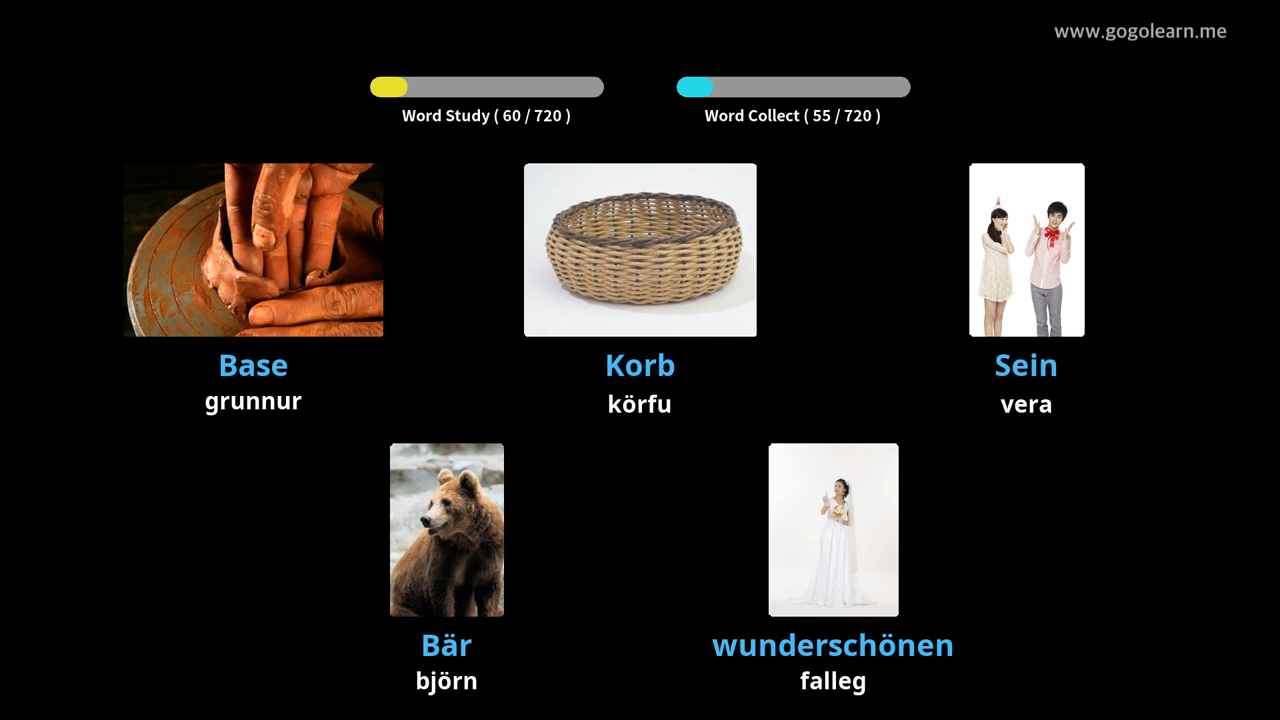 www.gogolearn.me
Word Study ( 60 / 720 )
Word Collect ( 55 / 720 )
Base
grunnur
Korb
körfu
Sein
vera
Bär
björn
wunderschönen
falleg